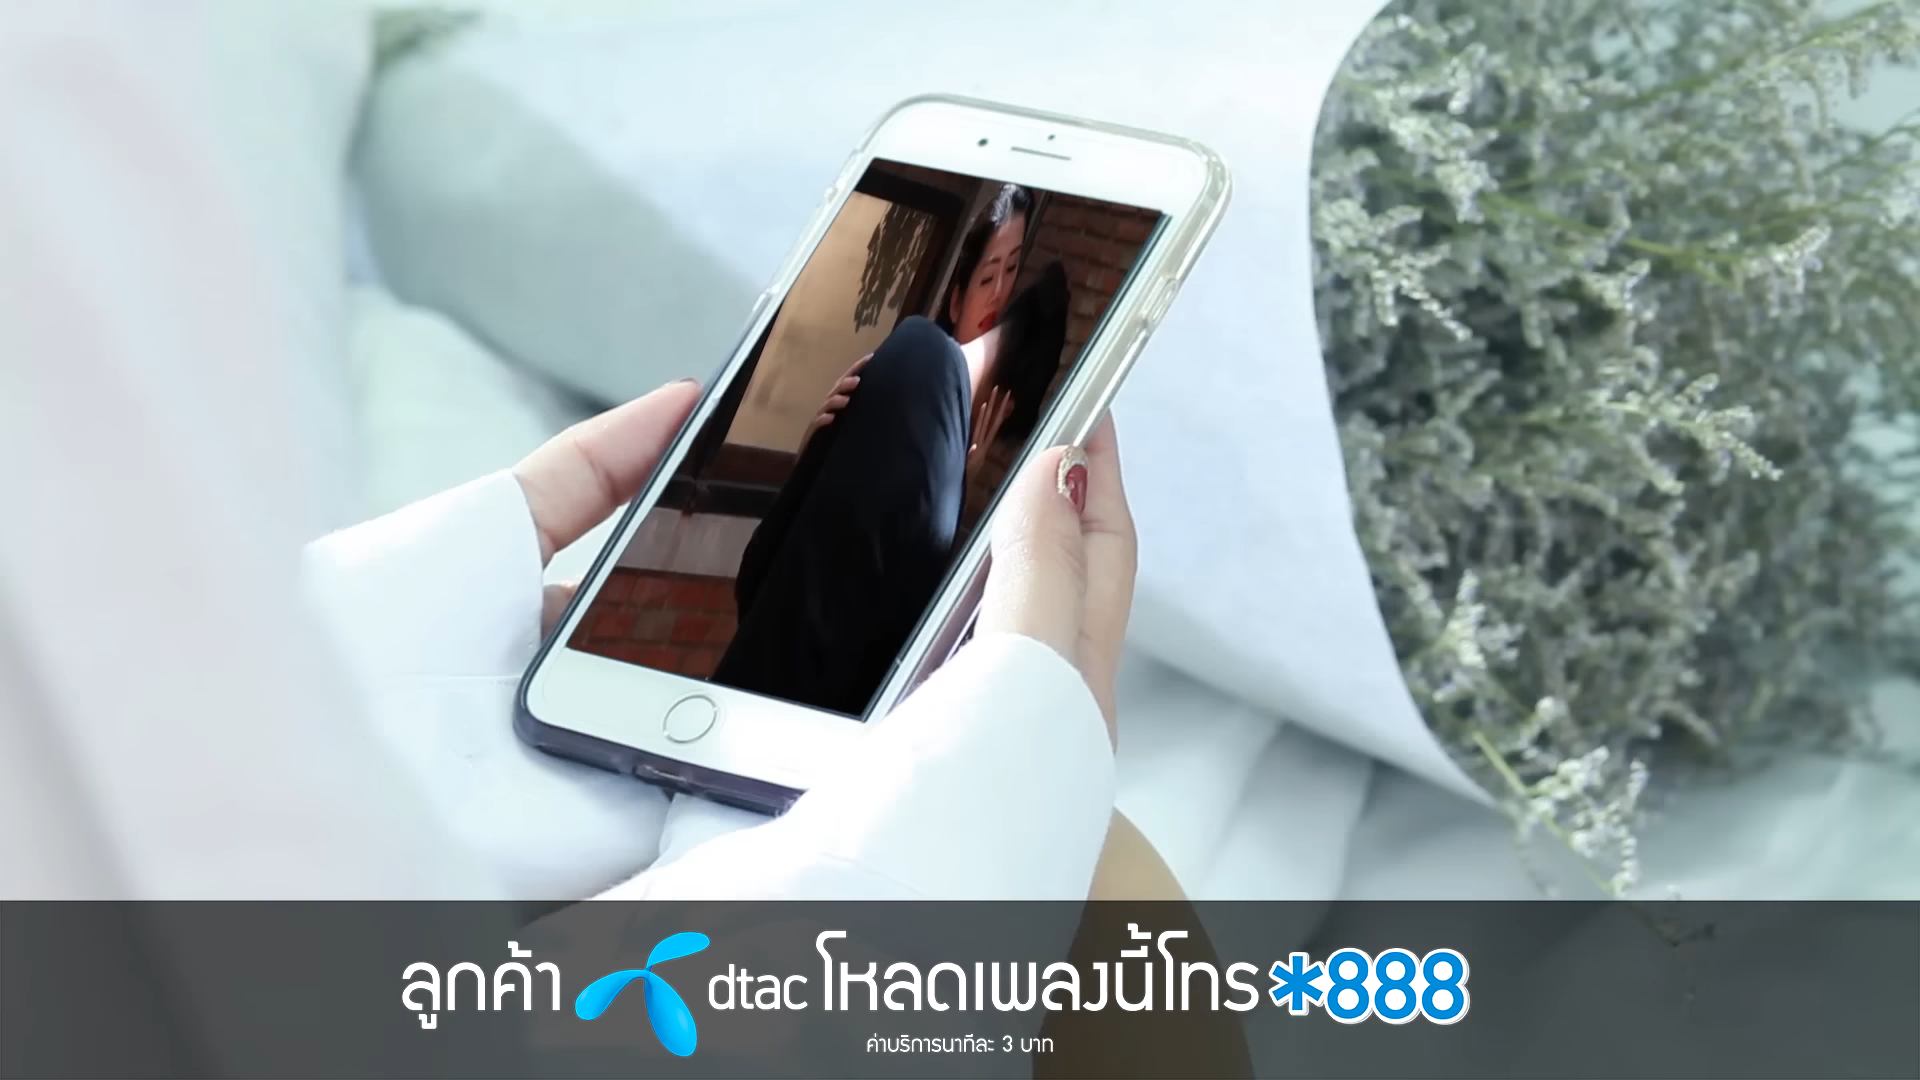 ลูกค้า dtac โหลดเพลงนี้โทร *888
ค่าบริการนาทีละ 3 บาท